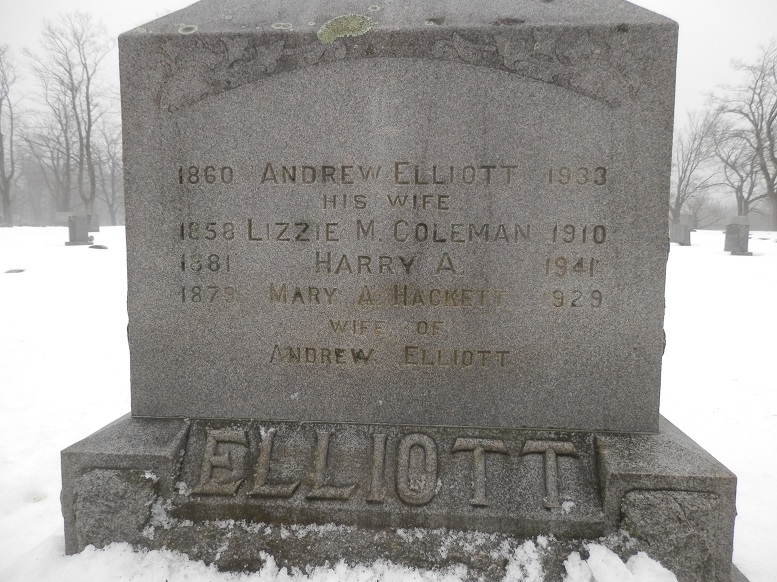 1860 ANDREW ELLIOTT 1933
HIS WIFE
1858 LIZZIE M. COLEMAN 1910
1881 HARRY A. 1941
1879 MARY A. HACKETT 1929
WIFE OF
ANDREW ELLIOTT
ELLIOTT